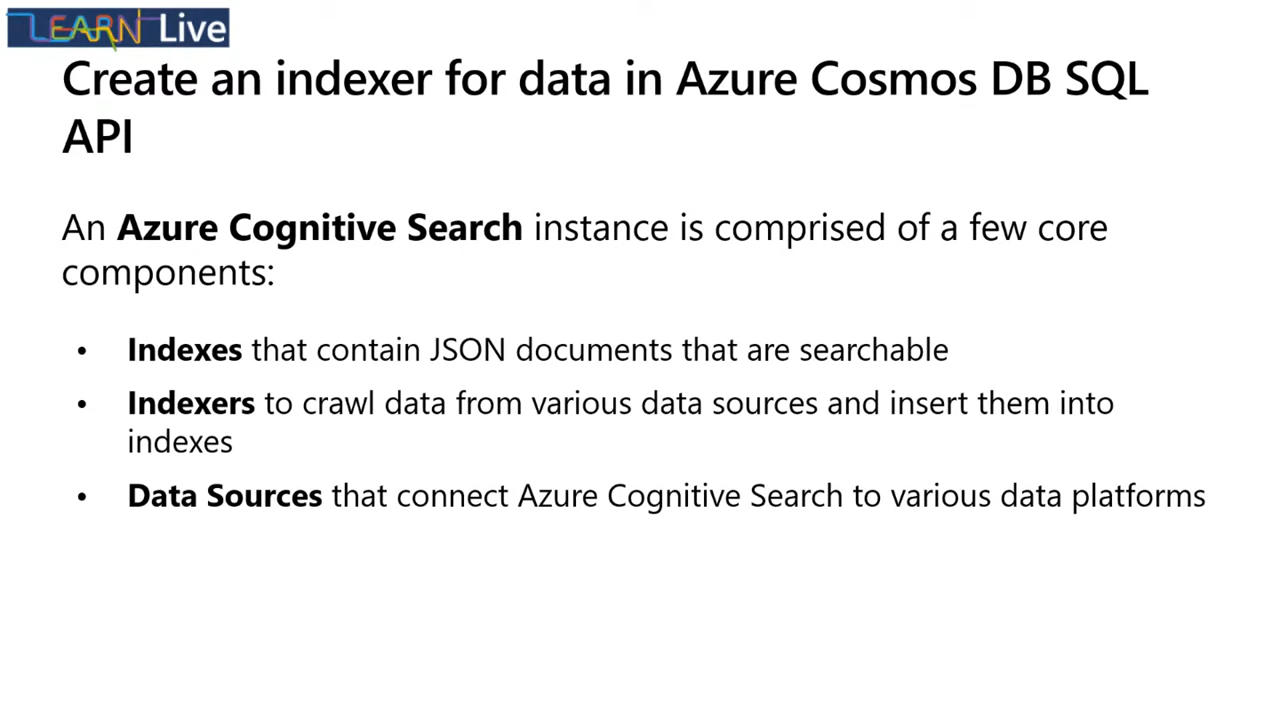 LEARN Live
Create an indexer for data in Azure Cosmos DB SQL
API
An Azure Cognitive Search instance is comprised of a few core
components:
• Indexes that contain JSON documents that are searchable
• Indexers to crawl data from various data sources and insert them into
indexes
• Data Sources that connect Azure Cognitive Search to various data platforms